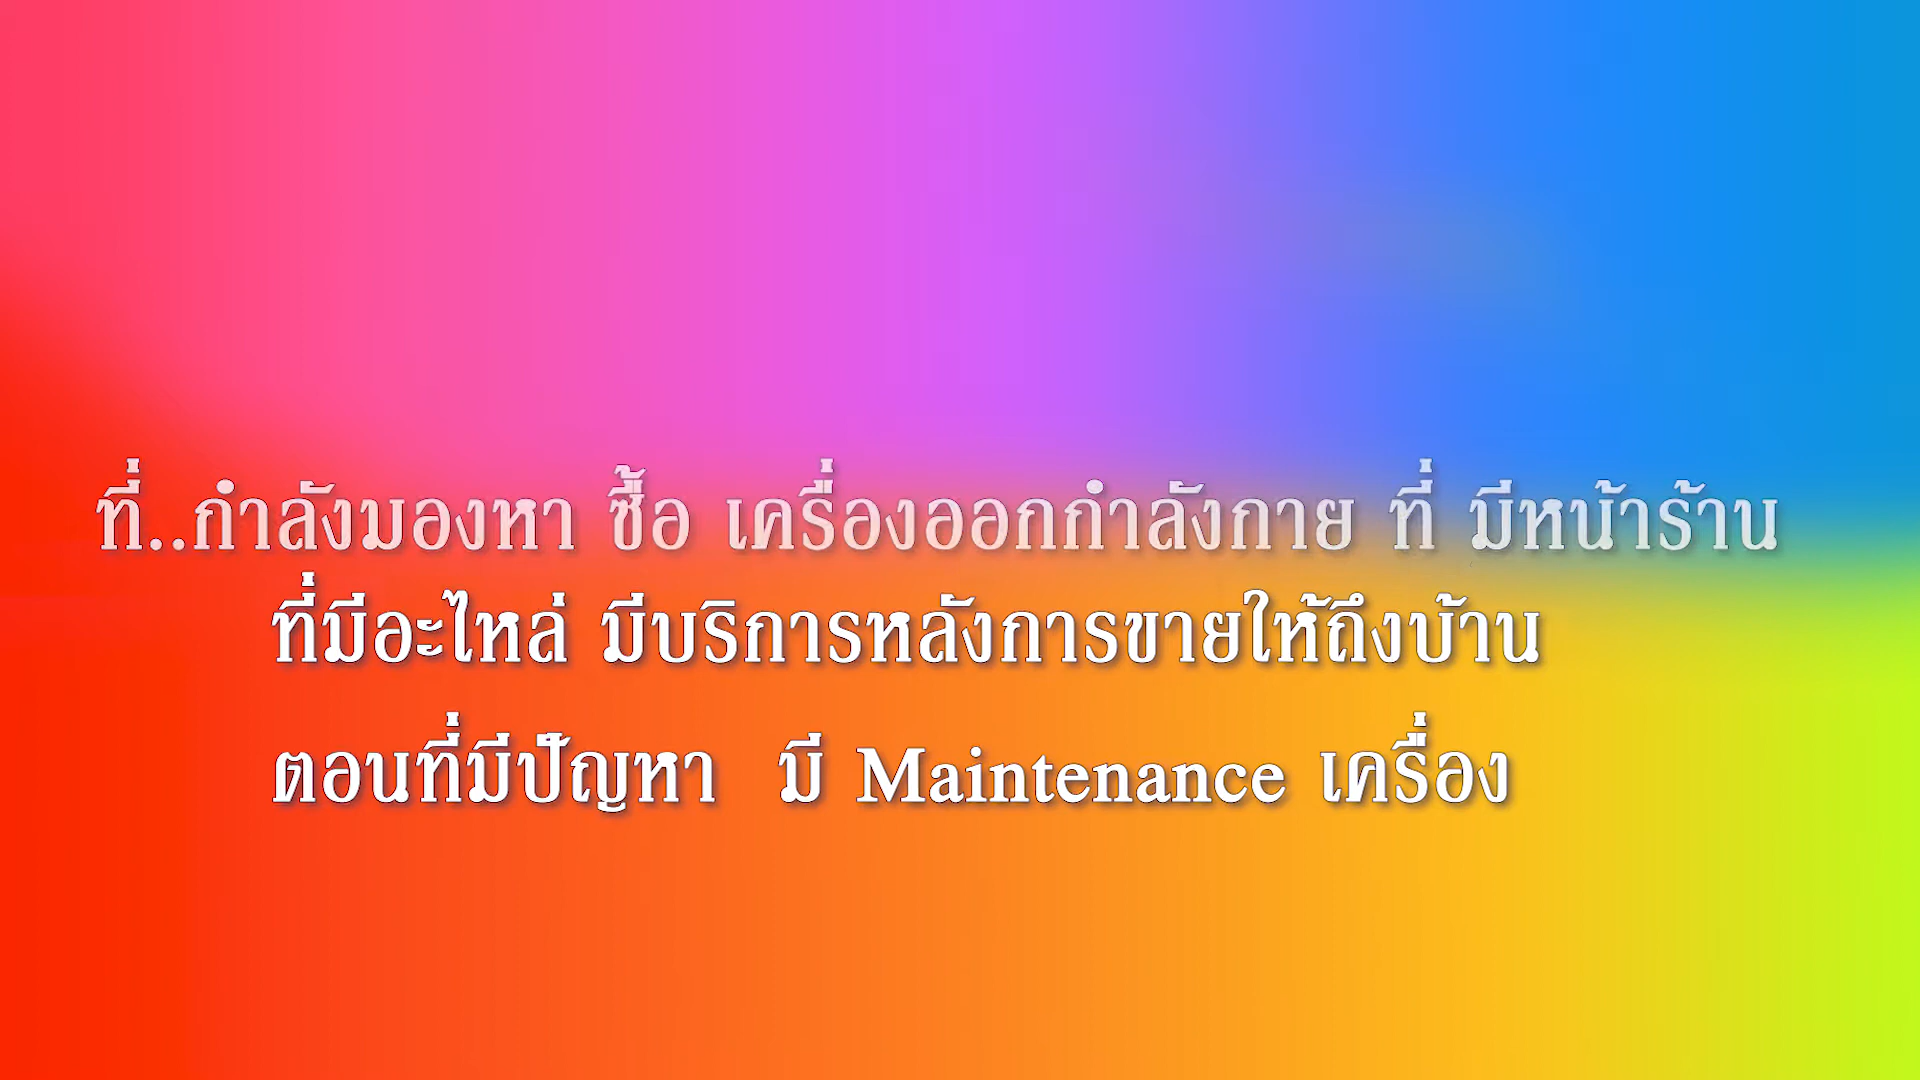 ที่..กำลังมองหา ซื้อ เครื่องออกกำลังกาย ที่ มีหน้าร้าน
ที่มีอะไหล่ มีบริการหลังการขายให้ถึงบ้าน
ตอนที่มีปัญหา มี Maintenance เครื่อง